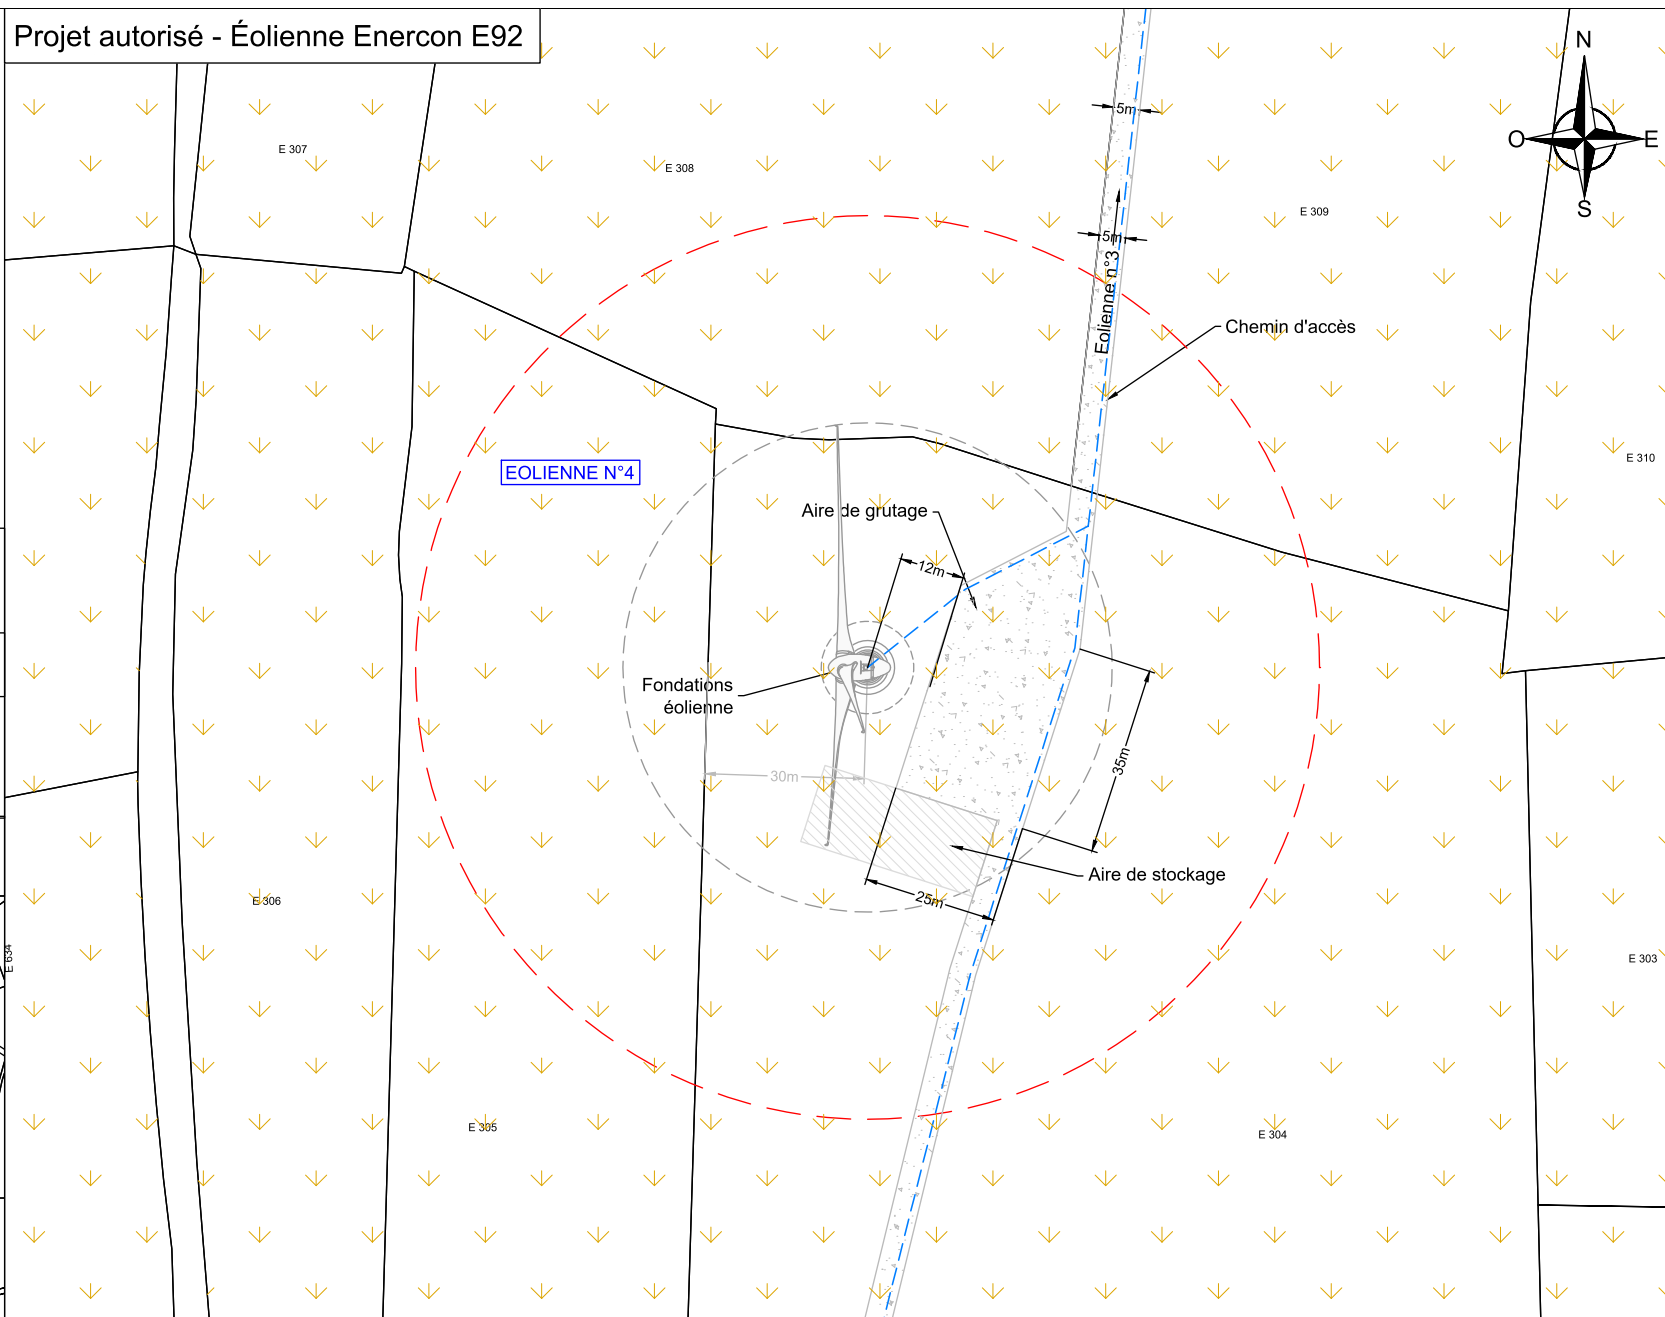 Projet autorisé - Éolienne Enercon E92
N
O
E
S
5m
E 307
E 308
E 309
5m
Eolienne n°3
Chemin d'accès
E 310
EOLIENNE N°4
Aire de grutage
12m
Fondations
éolienne
30m
35m
Aire de stockage
25m
E 306
E 634
E 303
E 305
E 304